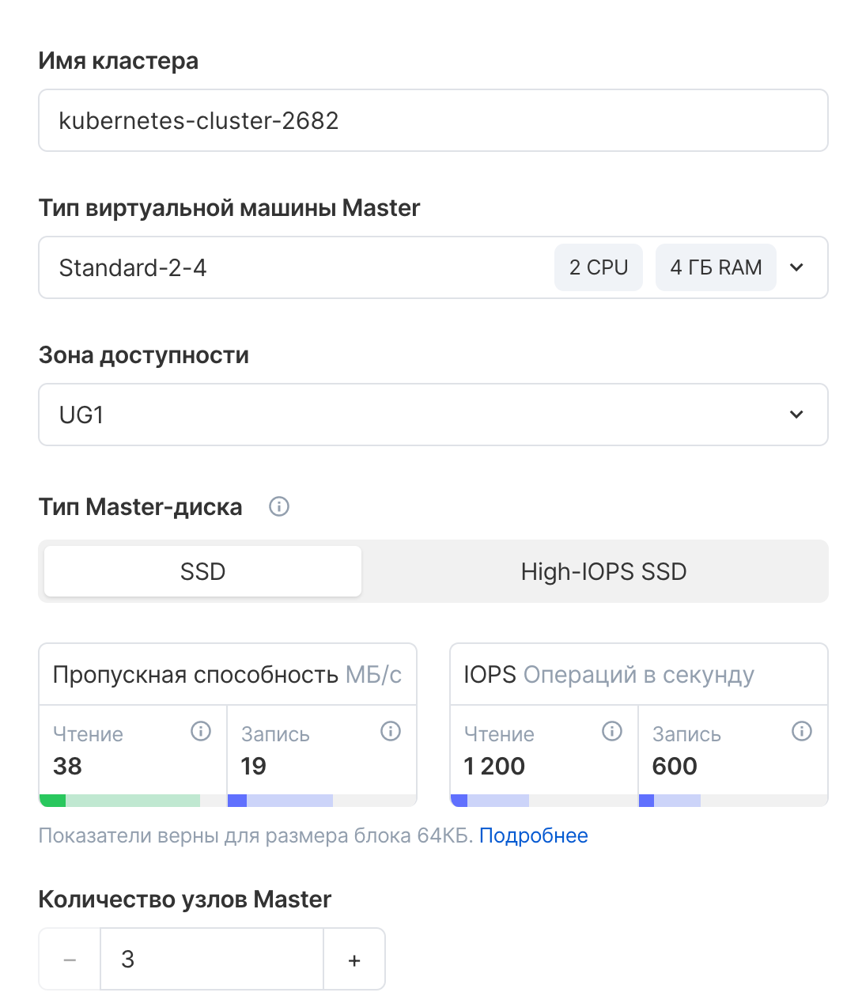 Имя кластера
kubernetes-cluster-2682
Тип виртуальной машины Master
Standard-2-4 2 CPU 4 ГБ RAM
Зона доступности
UG1
Тип Master-диска
SSD High-IOPS SSD
Пропускная способность МБ/с
Чтение Запись
38 19
IOPS Операций в секунду
Чтение Запись
1 200 600
Показатели верны для размера блока 64КБ. Подробнее
Количество узлов Master
− 3 +